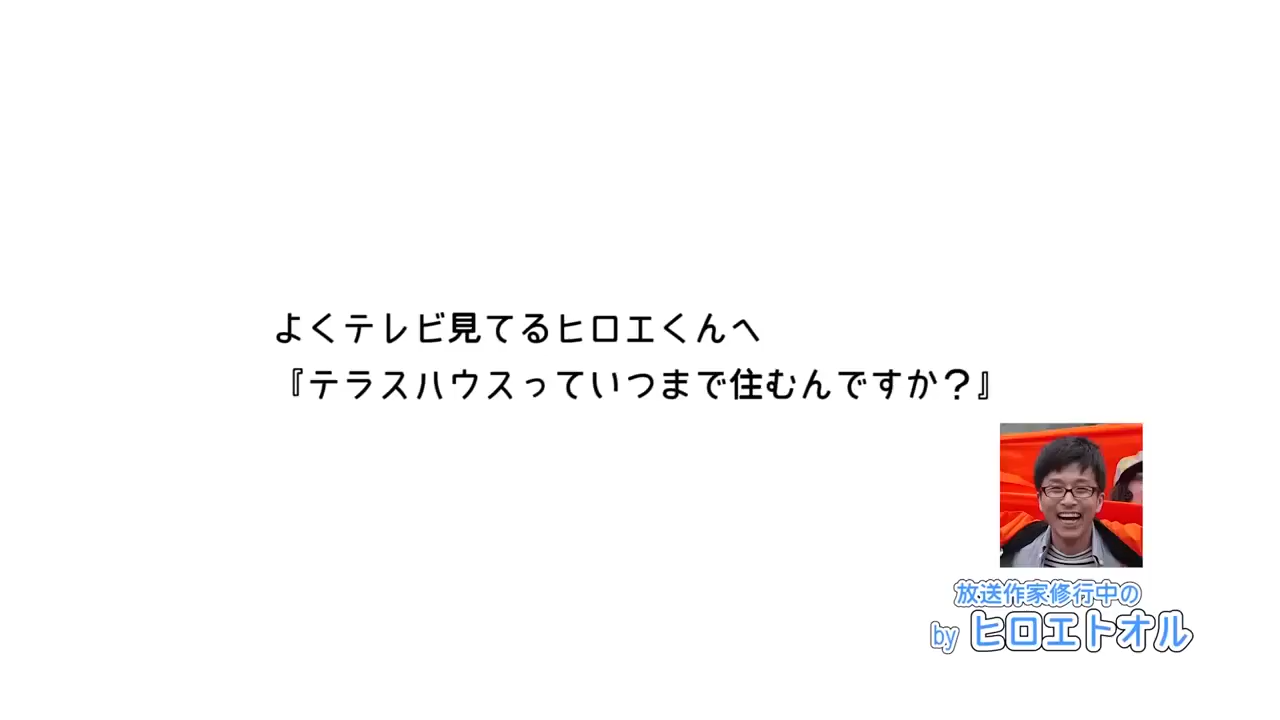 よくテレビ見てるヒロエくんへ
『テラスハウスっていつまで住むんですか？』
放送作家修行中の
by ヒロエトオル